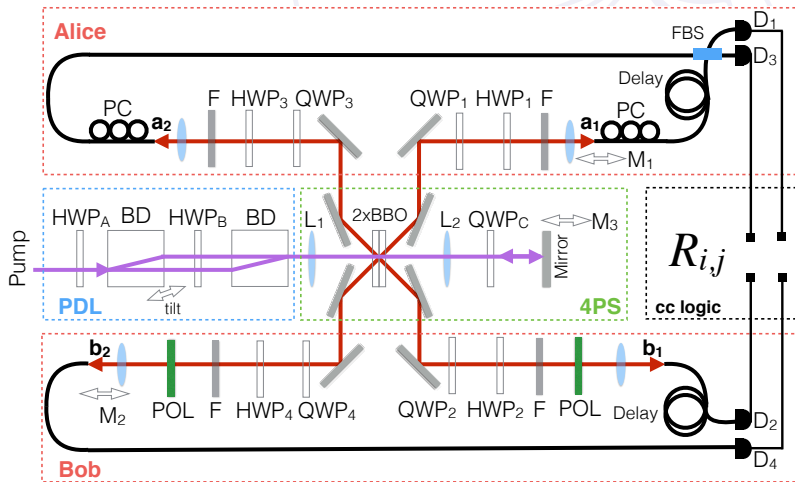 Alice
FBS
D1
D3
Delay
PC
a2
F
HWP3
QWP3
QWP1
HWP1
F
a1
PC
M1
HWPA
BD
HWPB
BD
L1
2xBBO
L2
QWPC
M3
Mirror
Pump
tilt
PDL
4PS
Ri,j
cc logic
b2
b1
M2
POL
F
HWP4
QWP4
QWP2
HWP2
F
POL
Delay
D2
D4
Bob